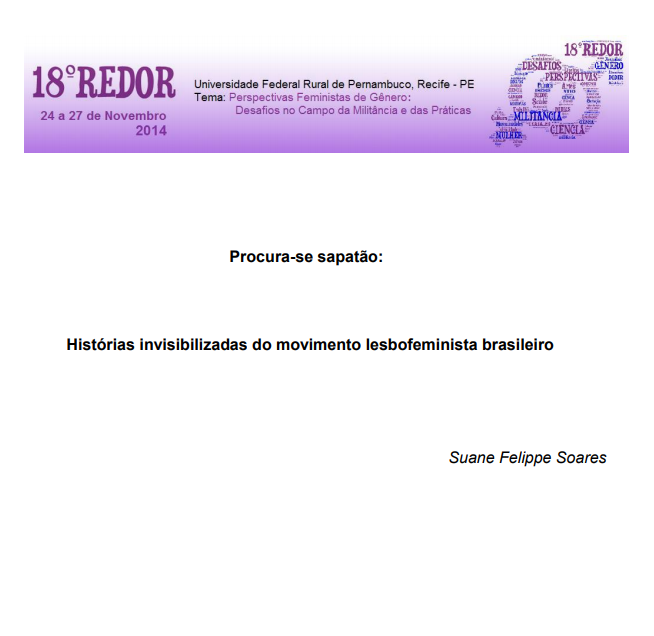 18ºREDOR
24 a 27 de Novembro
2014
Universidade Federal Rural de Pernambuco, Recife - PE
Tema: Perspectivas Feministas de Gênero:
Desafios no Campo da Militância e das Práticas
18ºREDOR
DESAFIOS
GÊNERO
PERSPECTIVAS
MILITÂNCIA
CIÊNCIA
MULHER
Procura-se sapatão:
Histórias invisibilizadas do movimento lesbofeminista brasileiro
Suane Felippe Soares